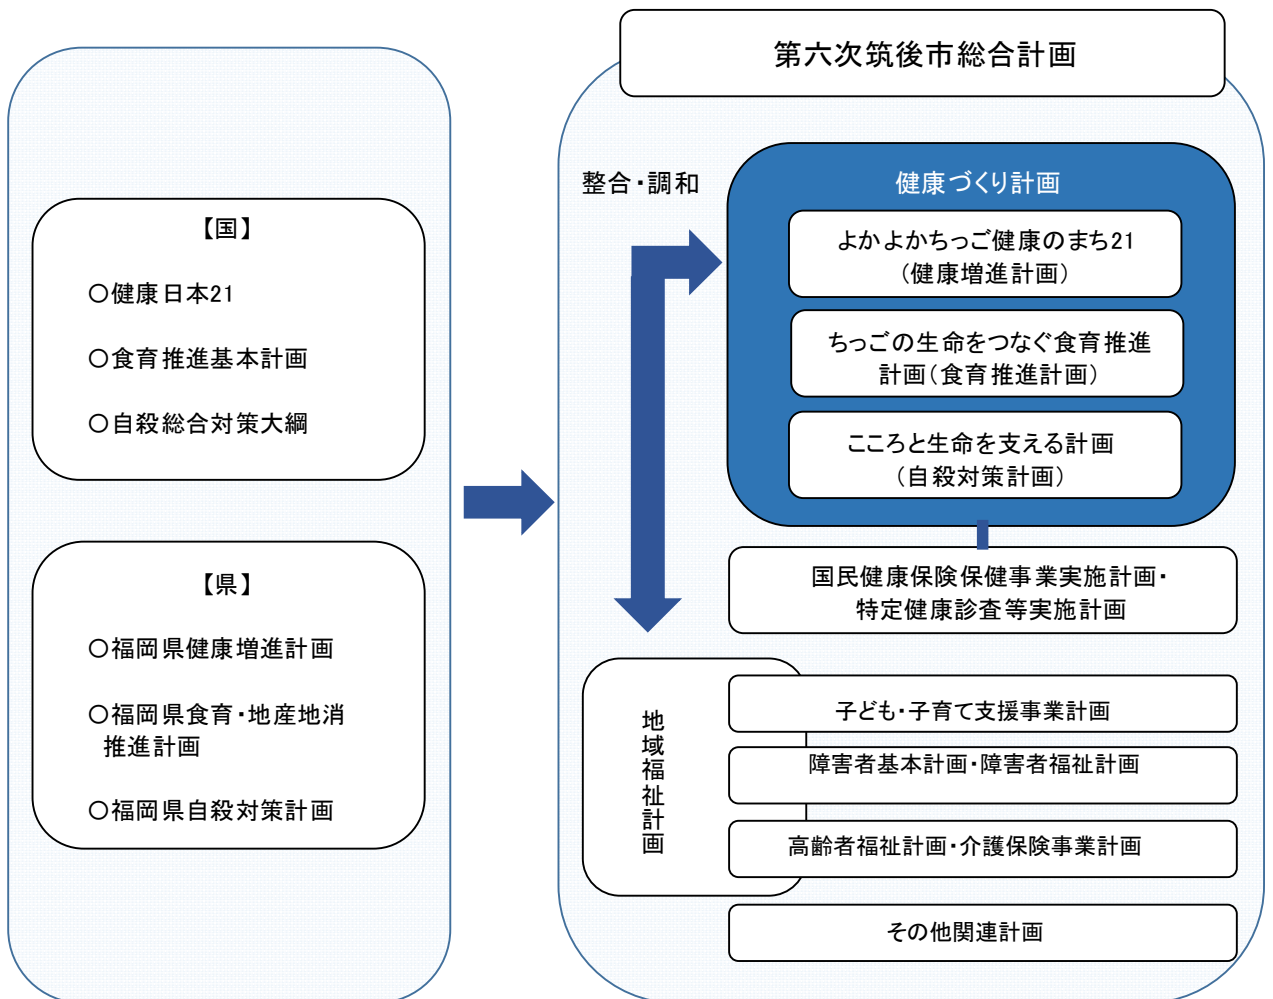 第六次筑後市総合計画
【国】
○健康日本21
○食育推進基本計画
○自殺総合対策大綱
【県】
○福岡県健康増進計画
○福岡県食育・地産地消
推進計画
○福岡県自殺対策計画
整合・調和
健康づくり計画
よかよかちっご健康のまち21
(健康増進計画)
ちっごの生命をつなぐ食育推進
計画(食育推進計画)
こころと生命を支える計画
(自殺対策計画)
国民健康保険保健事業実施計画・
特定健康診査等実施計画
地域福祉計画
子ども・子育て支援事業計画
障害者基本計画・障害者福祉計画
高齢者福祉計画・介護保険事業計画
その他関連計画